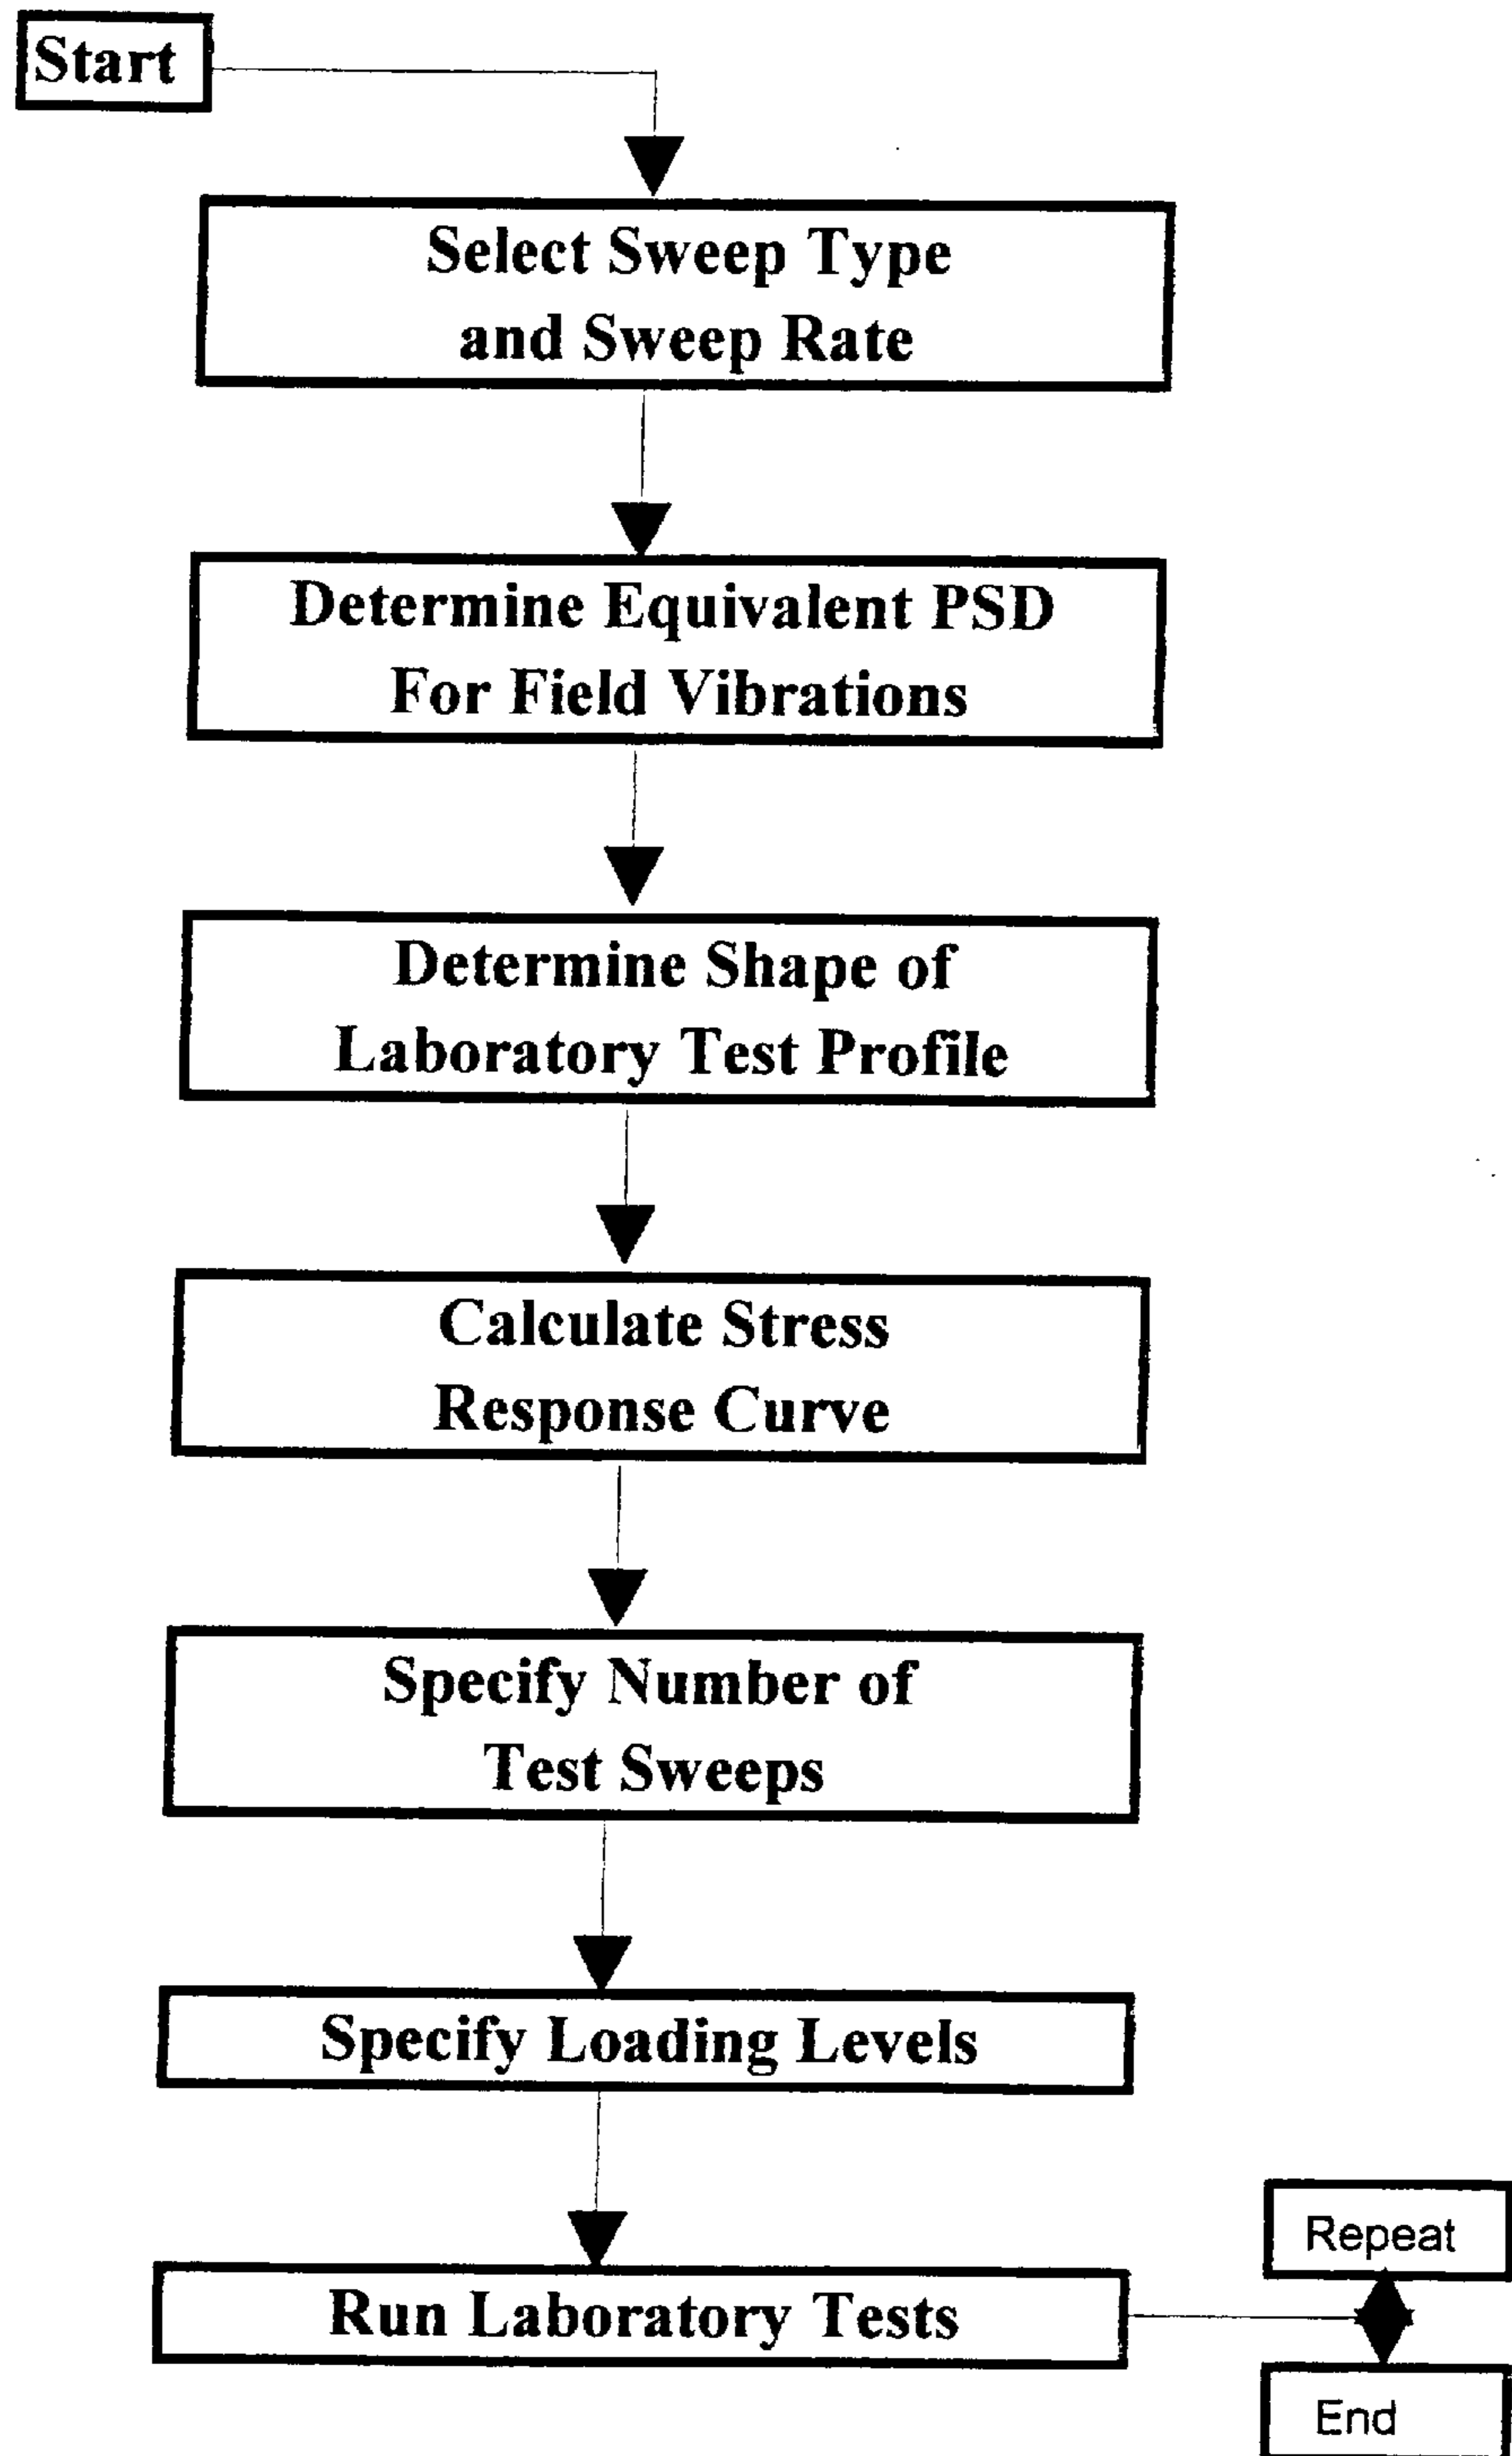 Start
Select Sweep Type
and Sweep Rate
Determine Equivalent PSD
For Field Vibrations
Determine Shape of
Laboratory Test Profile
Calculate Stress
Response Curve
Specify Number of
Test Sweeps
Specify Loading Levels
Run Laboratory Tests
Repeat
End